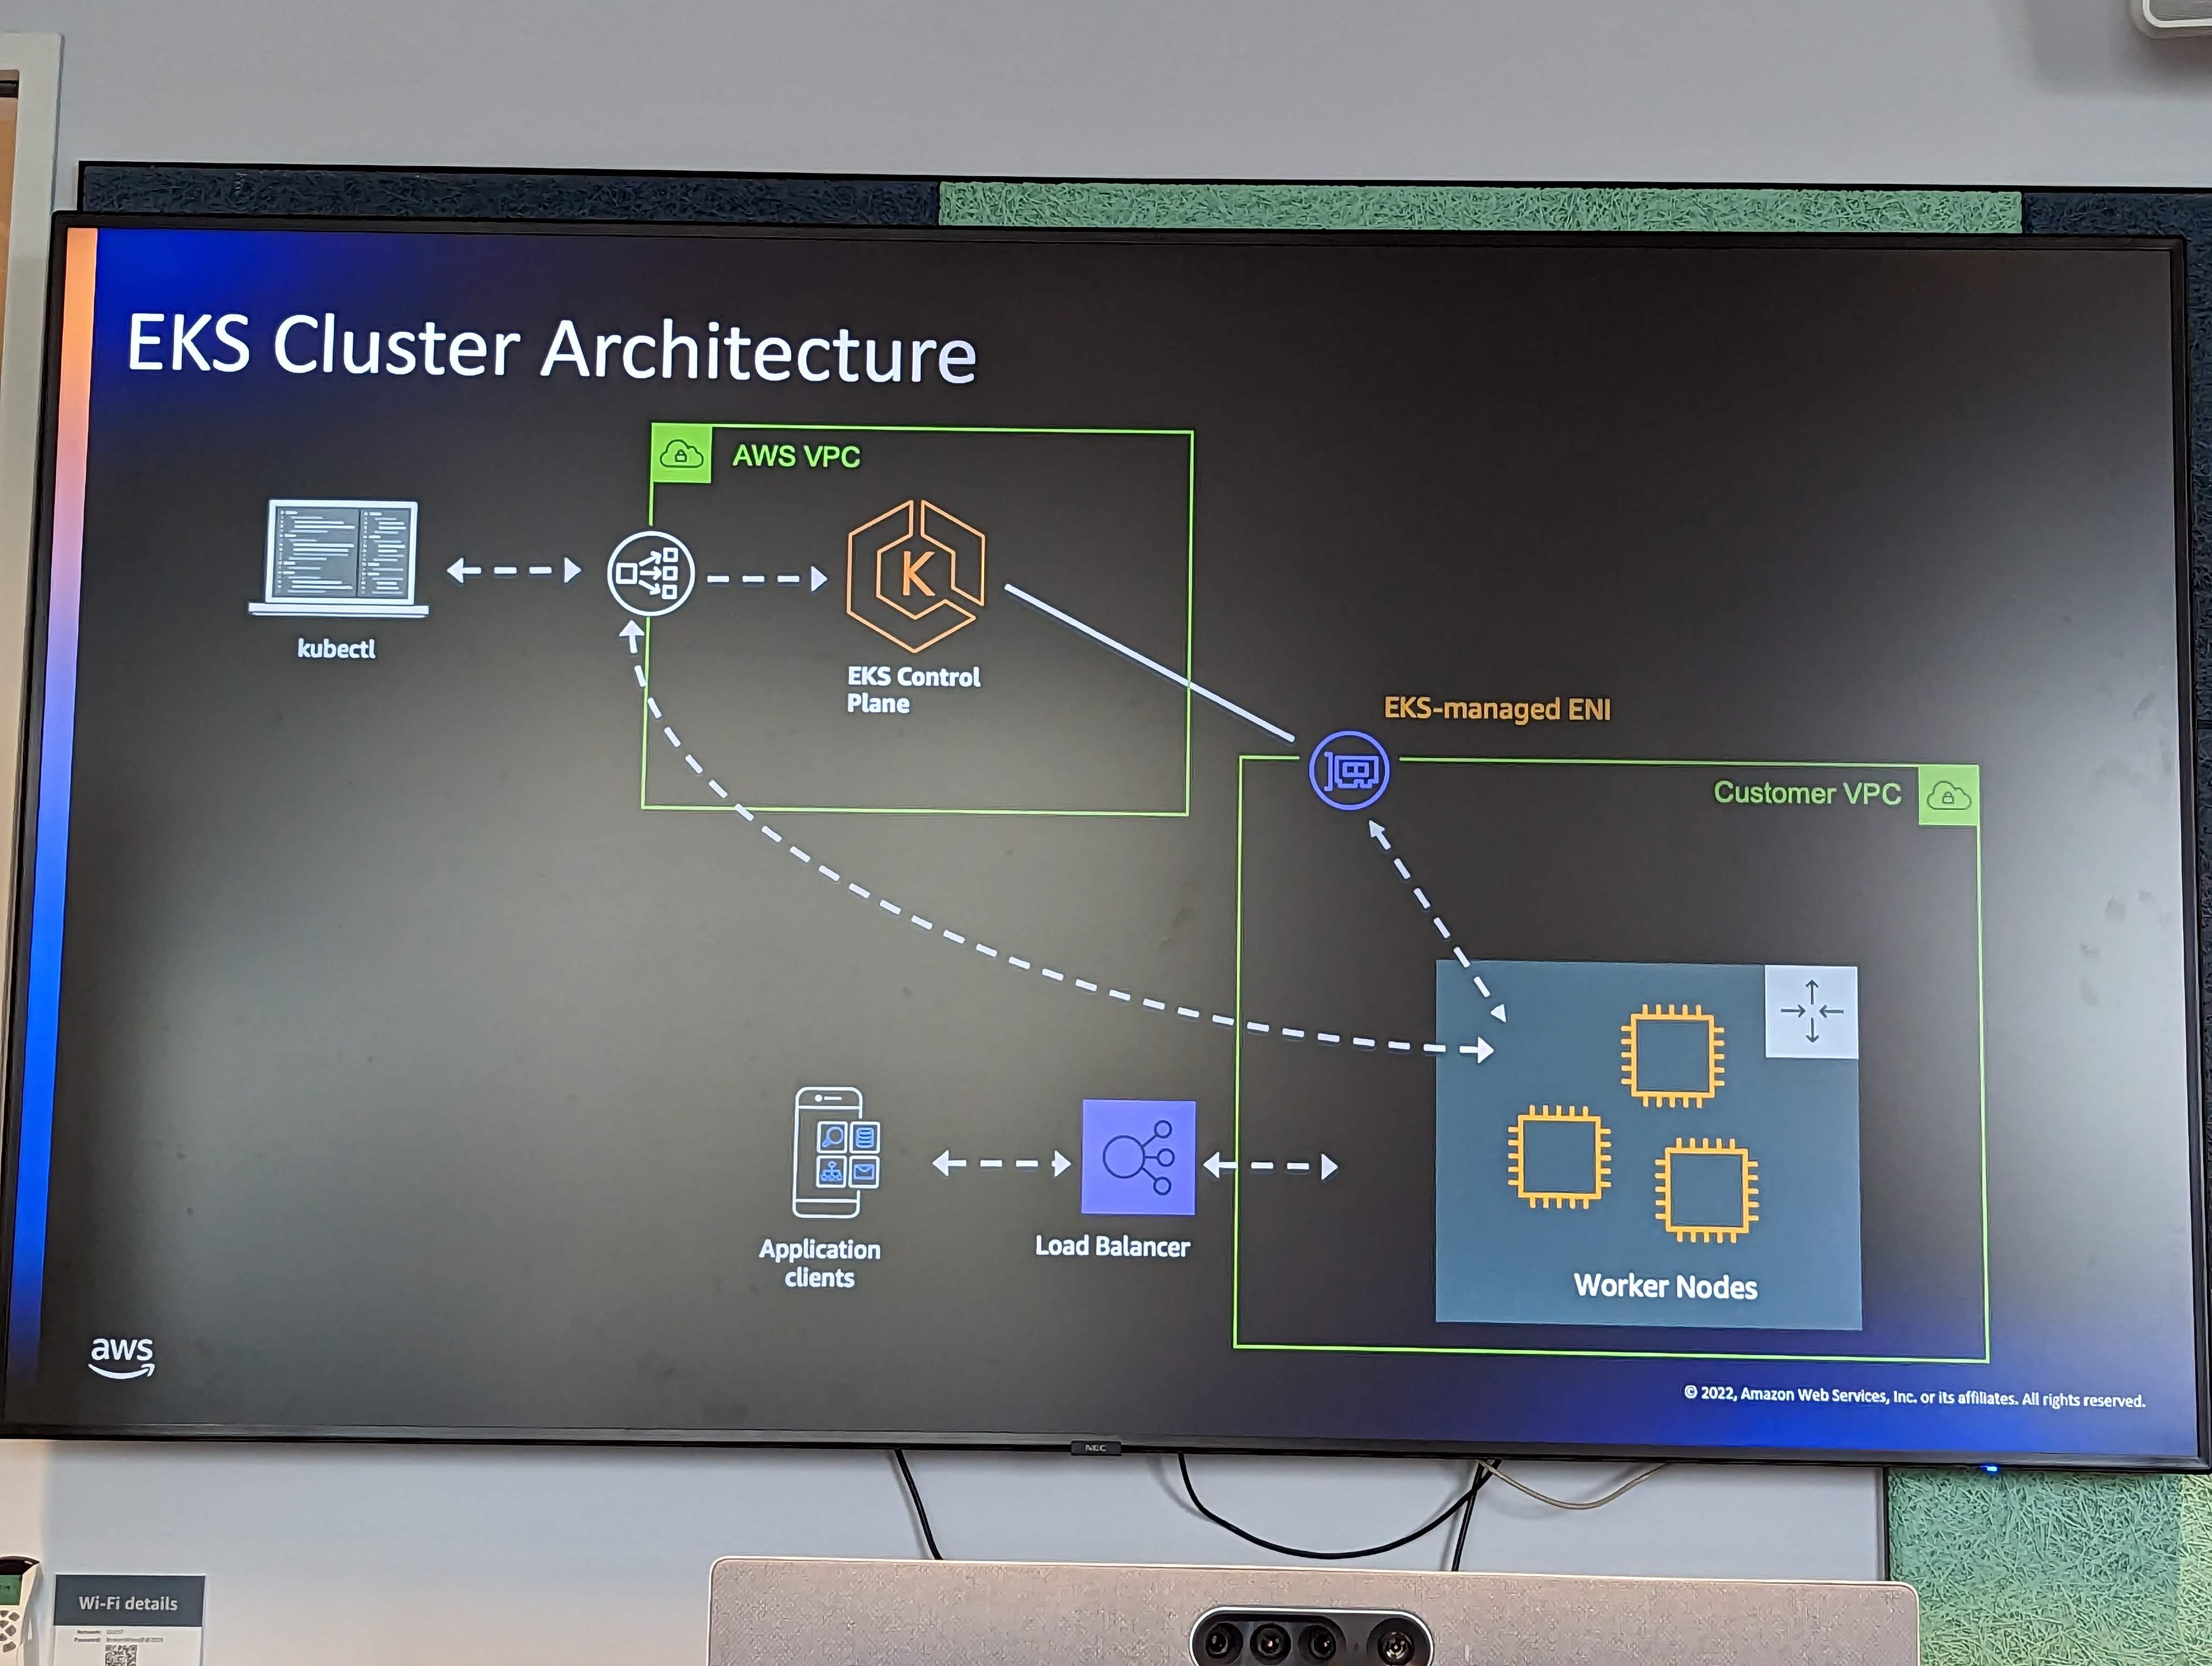 EKS Cluster Architecture
AWS VPC
kubectl
K
EKS Control
Plane
EKS-managed ENI
Customer VPC
Application
clients
Load Balancer
Worker Nodes
aws
© 2022, Amazon Web Services, Inc. or its affiliates. All rights reserved.
NEC
Wi-Fi details